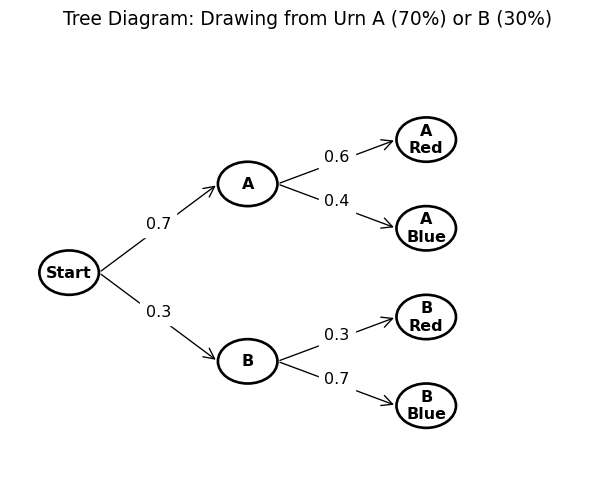 Tree Diagram: Drawing from Urn A (70%) or B (30%)
A
Red
0.6
A
0.4
A
Blue
0.7
Start
0.3
B
Red
0.3
B
0.7
B
Blue